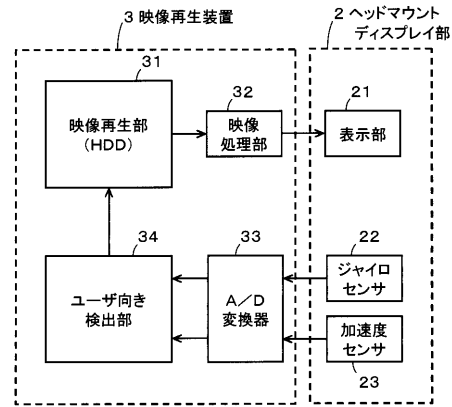 3 映像再生装置
2 ヘッドマウント
ディスプレイ部
31
映像再生部
(HDD)
32
映像
処理部
21
表示部
34
ユーザ向き
検出部
33
A/D
変換器
22
ジャイロ
センサ
加速度
センサ
23